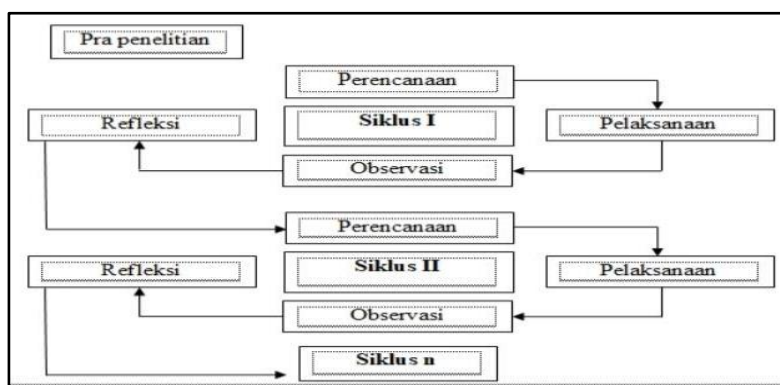 Pra penelitian
Perencanaan
Refleksi
Siklus I
Pelaksanaan
Observasi
Perencanaan
Refleksi
Siklus II
Pelaksanaan
Observasi
Siklus n